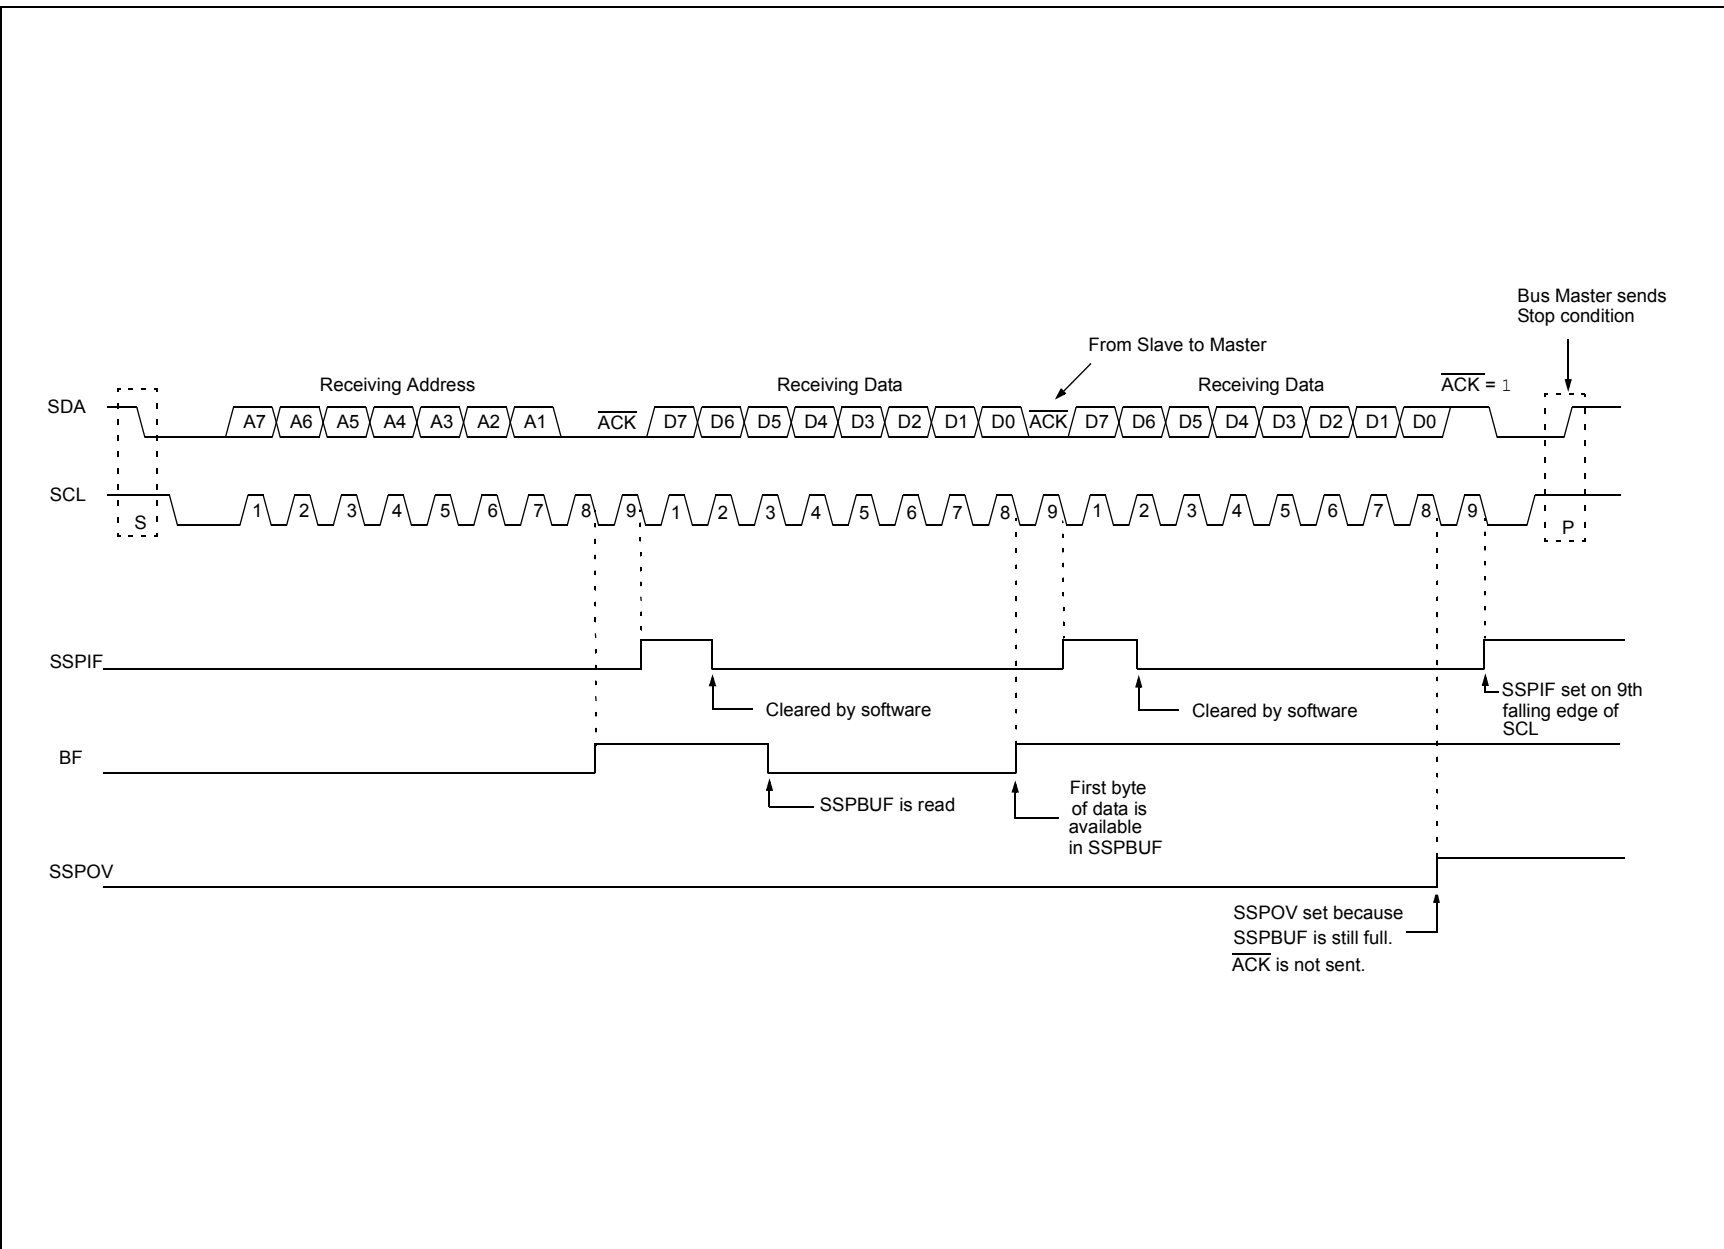 Bus Master sends
Stop condition
From Slave to Master
Receiving Address
Receiving Data
Receiving Data
ACK = 1
SDA
A7 A6 A5 A4 A3 A2 A1 ACK D7 D6 D5 D4 D3 D2 D1 D0 ACK D7 D6 D5 D4 D3 D2 D1 D0
SCL
1 2 3 4 5 6 7 8 9 1 2 3 4 5 6 7 8 9 1 2 3 4 5 6 7 8 9
S
P
SSPIF
Cleared by software
Cleared by software
SSPIF set on 9th
falling edge of
SCL
BF
SSPBUF is read
First byte
of data is
available
in SSPBUF
SSPOV
SSPOV set because
SSPBUF is still full.
ACK is not sent.